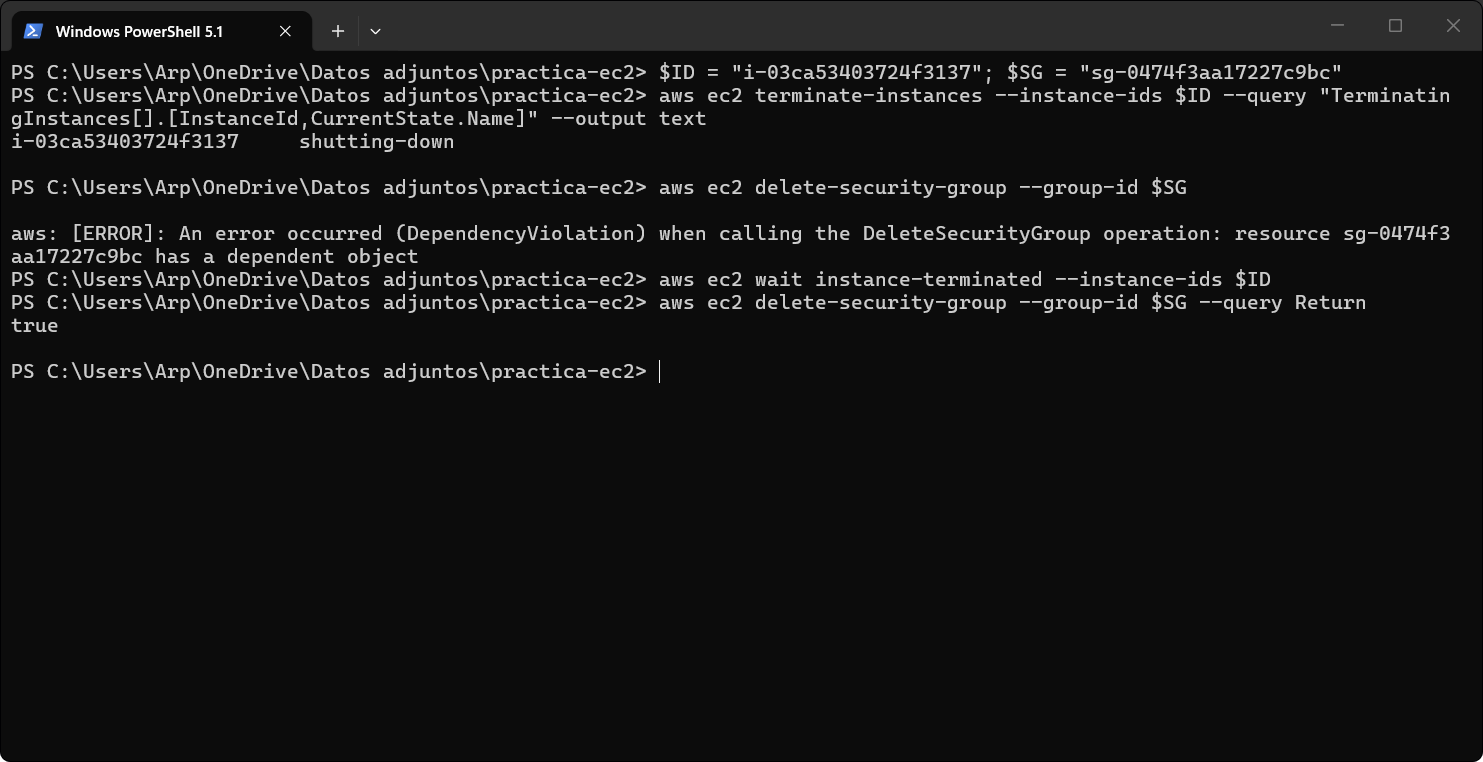 Windows PowerShell 5.1
PS C:\Users\Arp\OneDrive\Datos adjuntos\practica-ec2> $ID = "i-03ca53403724f3137"; $SG = "sg-0474f3aa17227c9bc"
PS C:\Users\Arp\OneDrive\Datos adjuntos\practica-ec2> aws ec2 terminate-instances --instance-ids $ID --query "Terminatin
gInstances[].[InstanceId,CurrentState.Name]" --output text
i-03ca53403724f3137     shutting-down
PS C:\Users\Arp\OneDrive\Datos adjuntos\practica-ec2> aws ec2 delete-security-group --group-id $SG
aws: [ERROR]: An error occurred (DependencyViolation) when calling the DeleteSecurityGroup operation: resource sg-0474f3
aa17227c9bc has a dependent object
PS C:\Users\Arp\OneDrive\Datos adjuntos\practica-ec2> aws ec2 wait instance-terminated --instance-ids $ID
PS C:\Users\Arp\OneDrive\Datos adjuntos\practica-ec2> aws ec2 delete-security-group --group-id $SG --query Return
true
PS C:\Users\Arp\OneDrive\Datos adjuntos\practica-ec2>